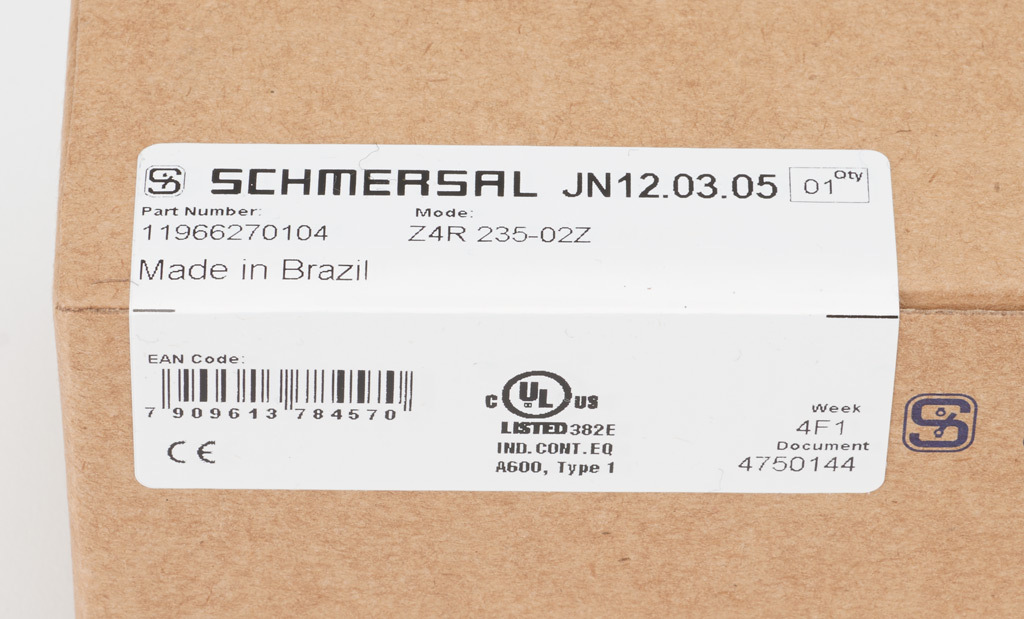 SCHMERSAL JN12.03.05 01 Qty
Part Number: Mode:
11966270104 Z4R 235-02Z
Made in Brazil
EAN Code:
7 909613 784570
CE
C UL US
LISTED 382E
IND. CONT. EQ
A600, Type 1
Week
4F1
Document
4750144